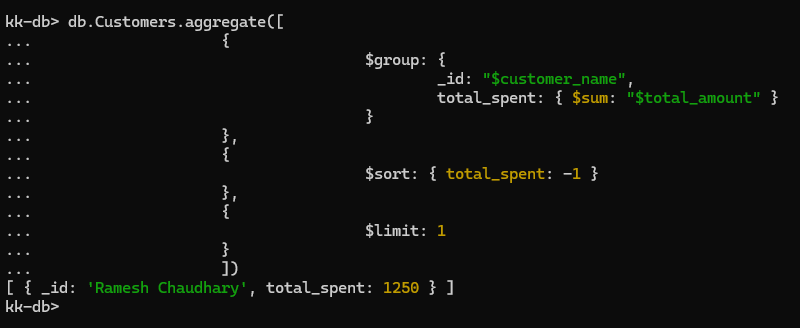 kk-db> db.Customers.aggregate([
... {
... $group: {
... _id: "$customer_name",
... total_spent: { $sum: "$total_amount" }
... }
... },
... {
... $sort: { total_spent: -1 }
... },
... {
... $limit: 1
... }
... ])
[ { _id: 'Ramesh Chaudhary', total_spent: 1250 } ]
kk-db>